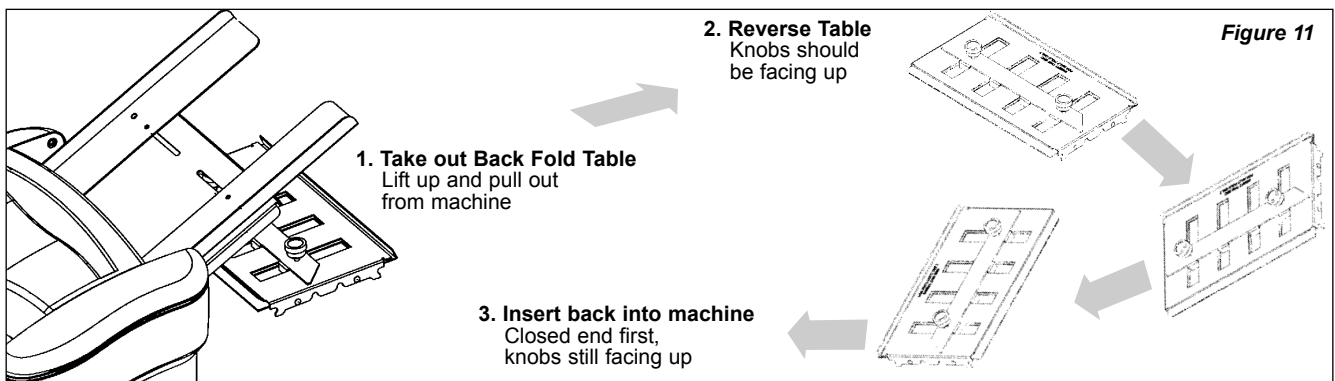 Figure 11
1. Take out Back Fold Table
Lift up and pull out
from machine
2. Reverse Table
Knobs should
be facing up
3. Insert back into machine
Closed end first,
knobs still facing up